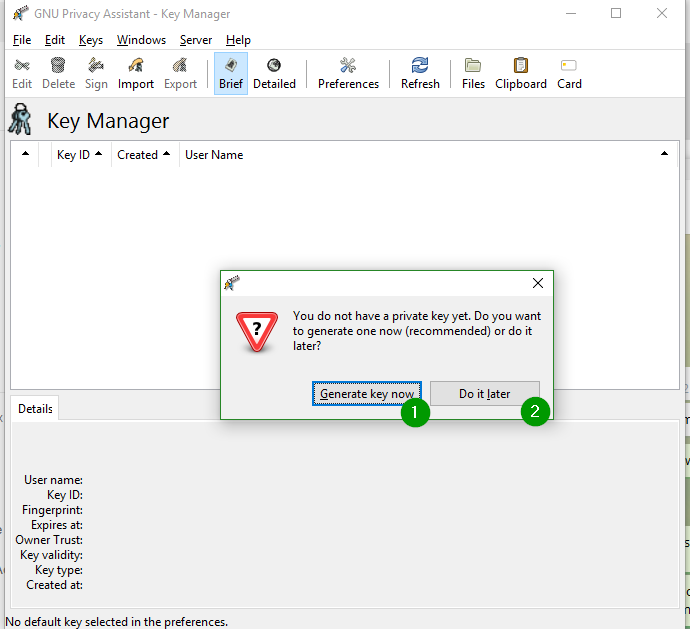 GNU Privacy Assistant - Key Manager
File Edit Keys Windows Server Help
Edit Delete Sign Import Export Brief Detailed Preferences Refresh Files Clipboard Card
Key Manager
Key ID Created User Name
?
You do not have a private key yet. Do you want
to generate one now (recommended) or do it
later?
Generate key now Do it later
1 2
Details
User name:
Key ID:
Fingerprint:
Expires at:
Owner Trust:
Key validity:
Key type:
Created at:
No default key selected in the preferences.